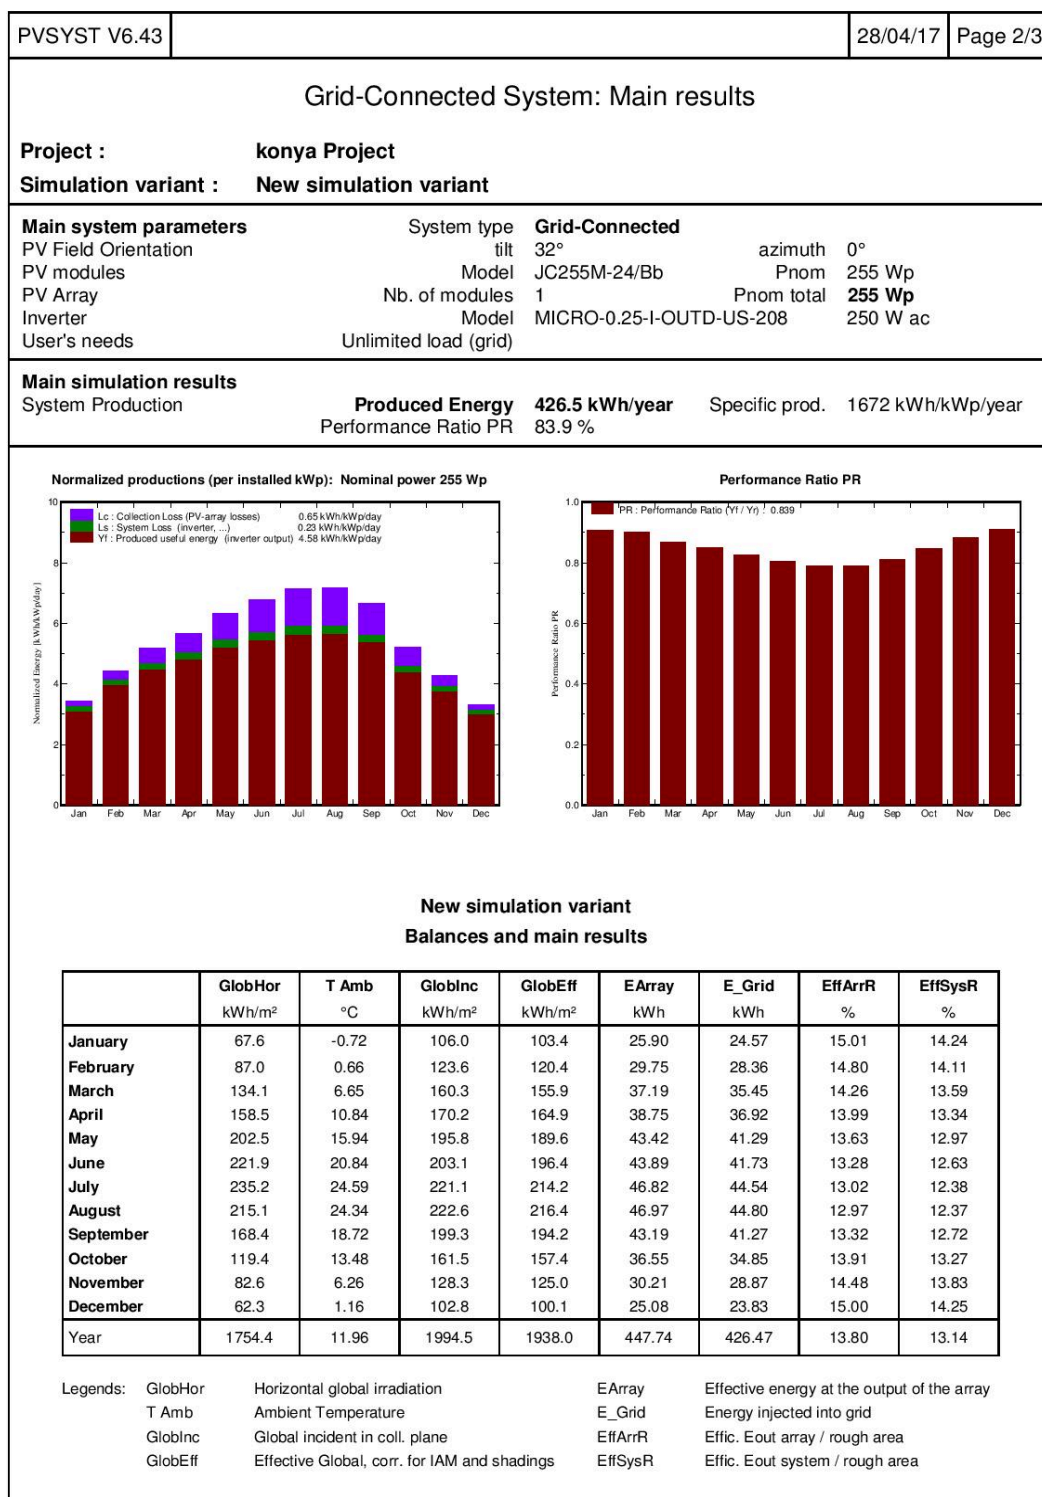 PVSYST V6.43 28/04/17 Page 2/3
Grid-Connected System: Main results
Project : konya Project
Simulation variant : New simulation variant
Main system parameters System type Grid-Connected
PV Field Orientation tilt 32° azimuth 0°
PV modules Model JC255M-24/Bb Pnom 255 Wp
PV Array Nb. of modules 1 Pnom total 255 Wp
Inverter Model MICRO-0.25-I-OUTD-US-208 250 W ac
User's needs Unlimited load (grid)
Main simulation results
System Production Produced Energy 426.5 kWh/year Specific prod. 1672 kWh/kWp/year
Performance Ratio PR 83.9 %
Normalized productions (per installed kWp): Nominal power 255 Wp
Lc : Collection Loss (PV-array losses) 0.65 kWh/kWp/day
Ls : System Loss (inverter, ...) 0.23 kWh/kWp/day
Yf : Produced useful energy (inverter output) 4.58 kWh/kWp/day
Normalized Energy [kWh/kWp/day]
10
8
6
4
2
0
Jan Feb Mar Apr May Jun Jul Aug Sep Oct Nov Dec
Performance Ratio PR
PR : Performance Ratio (Yf / Yr) : 0.839
Performance Ratio PR
1.0
0.8
0.6
0.4
0.2
0.0
Jan Feb Mar Apr May Jun Jul Aug Sep Oct Nov Dec
New simulation variant
Balances and main results
GlobHor T Amb GlobInc GlobEff EArray E_Grid EffArrR EffSysR
kWh/m² °C kWh/m² kWh/m² kWh kWh % %
January 67.6 -0.72 106.0 103.4 25.90 24.57 15.01 14.24
February 87.0 0.66 123.6 120.4 29.75 28.36 14.80 14.11
March 134.1 6.65 160.3 155.9 37.19 35.45 14.26 13.59
April 158.5 10.84 170.2 164.9 38.75 36.92 13.99 13.34
May 202.5 15.94 195.8 189.6 43.42 41.29 13.63 12.97
June 221.9 20.84 203.1 196.4 43.89 41.73 13.28 12.63
July 235.2 24.59 221.1 214.2 46.82 44.54 13.02 12.38
August 215.1 24.34 222.6 216.4 46.97 44.80 12.97 12.37
September 168.4 18.72 199.3 194.2 43.19 41.27 13.32 12.72
October 119.4 13.48 161.5 157.4 36.55 34.85 13.91 13.27
November 82.6 6.26 128.3 125.0 30.21 28.87 14.48 13.83
December 62.3 1.16 102.8 100.1 25.08 23.83 15.00 14.25
Year 1754.4 11.96 1994.5 1938.0 447.74 426.47 13.80 13.14
Legends: GlobHor Horizontal global irradiation EArray Effective energy at the output of the array
T Amb Ambient Temperature E_Grid Energy injected into grid
GlobInc Global incident in coll. plane EffArrR Effic. Eout array / rough area
GlobEff Effective Global, corr. for IAM and shadings EffSysR Effic. Eout system / rough area